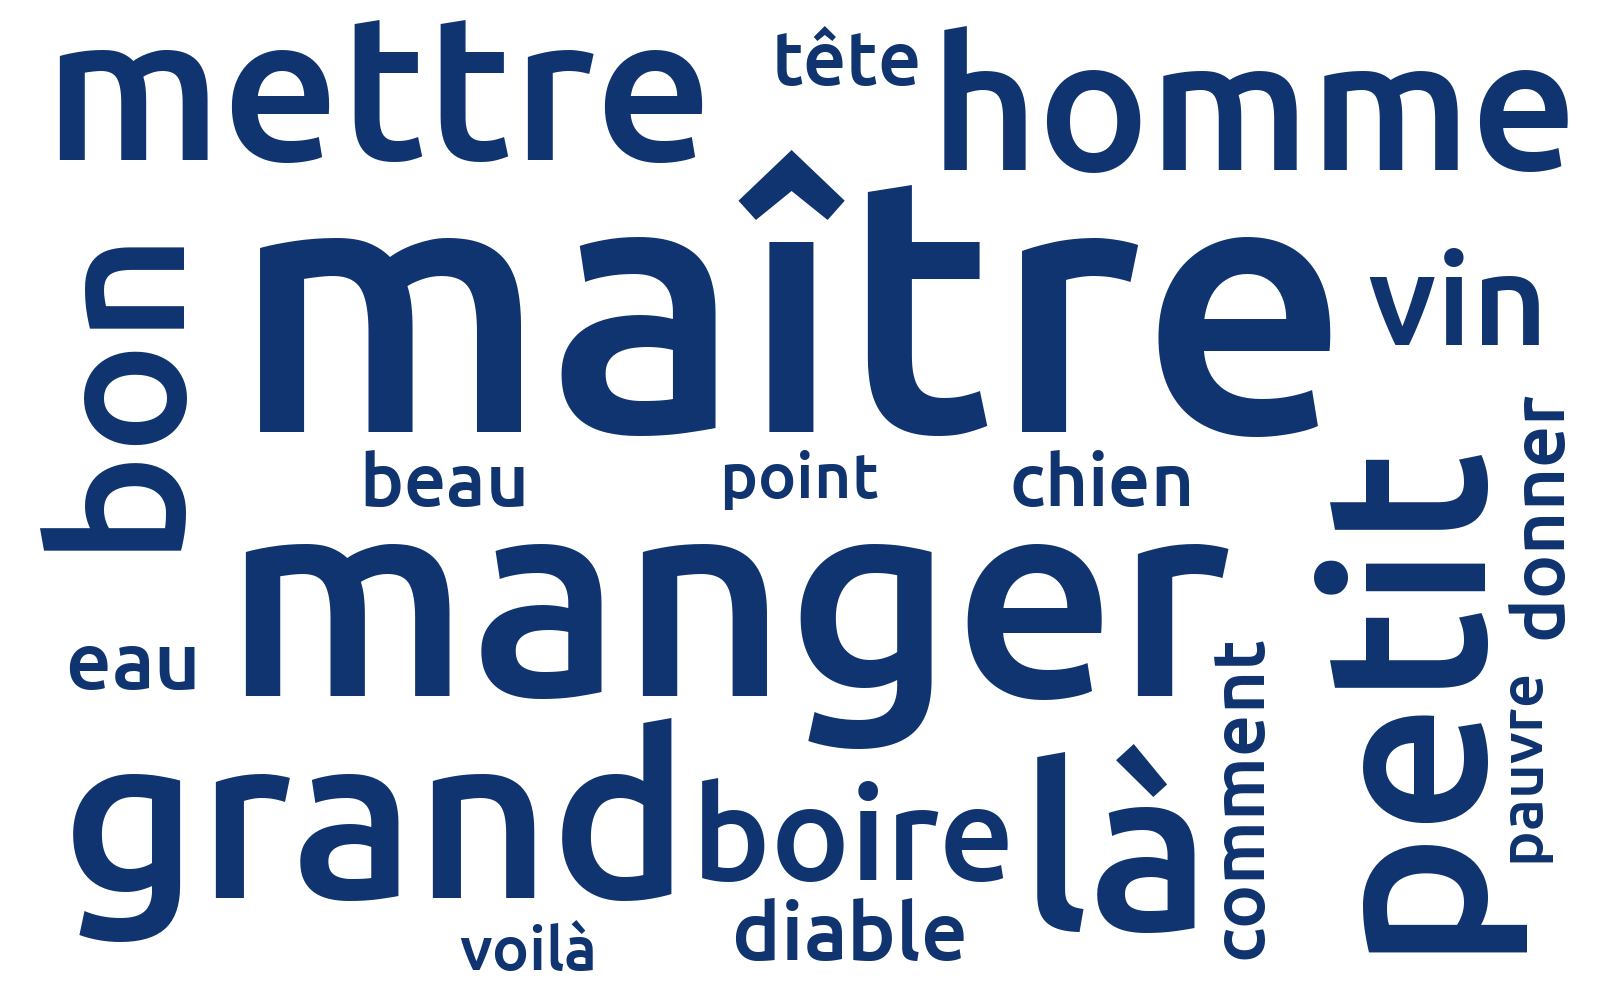 mettre
tête
homme
maître
bon
vin
beau
point
chien
manger
petit
donner
eau
comment
pauvre
grand
boire
là
voilà
diable